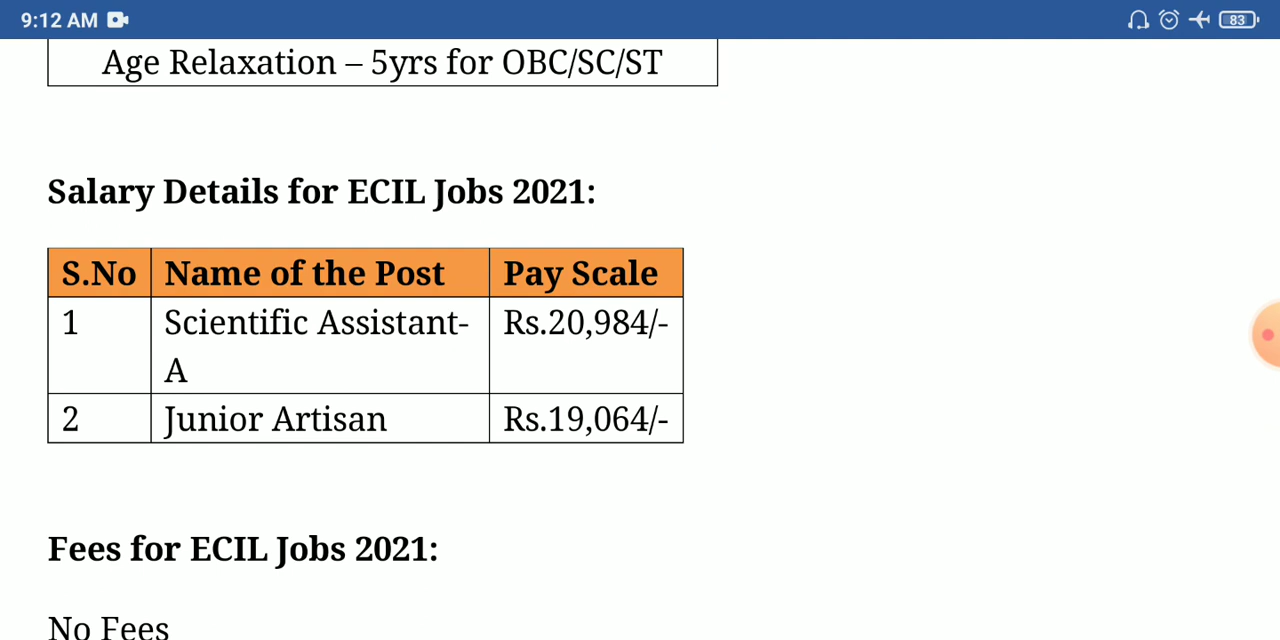 9:12 AM 83
Age Relaxation – 5yrs for OBC/SC/ST
Salary Details for ECIL Jobs 2021:
S.No Name of the Post Pay Scale
1 Scientific Assistant- Rs.20,984/-
A
2 Junior Artisan Rs.19,064/-
Fees for ECIL Jobs 2021:
No Fees